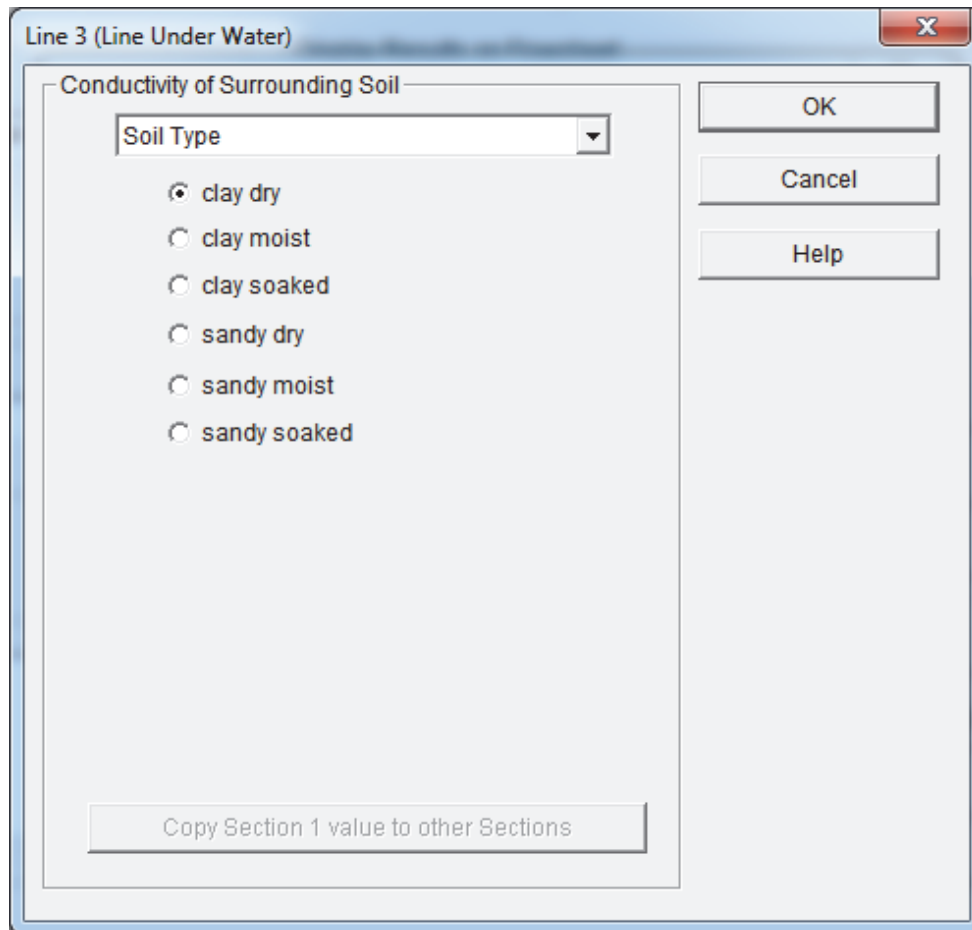 Line 3 (Line Under Water)
Conductivity of Surrounding Soil
Soil Type
clay dry
clay moist
clay soaked
sandy dry
sandy moist
sandy soaked
Copy Section 1 value to other Sections
OK
Cancel
Help